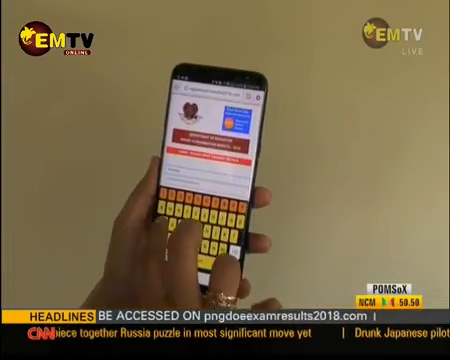 EMTV
ONLINE
EMTV
LIVE
DEPARTMENT OF EDUCATION
POMSoX
NCM 50.50
HEADLINES BE ACCESSED ON pngdoeexamresults2018.com
CNN piece together Russia puzzle in most significant move yet Drunk Japanese pilot